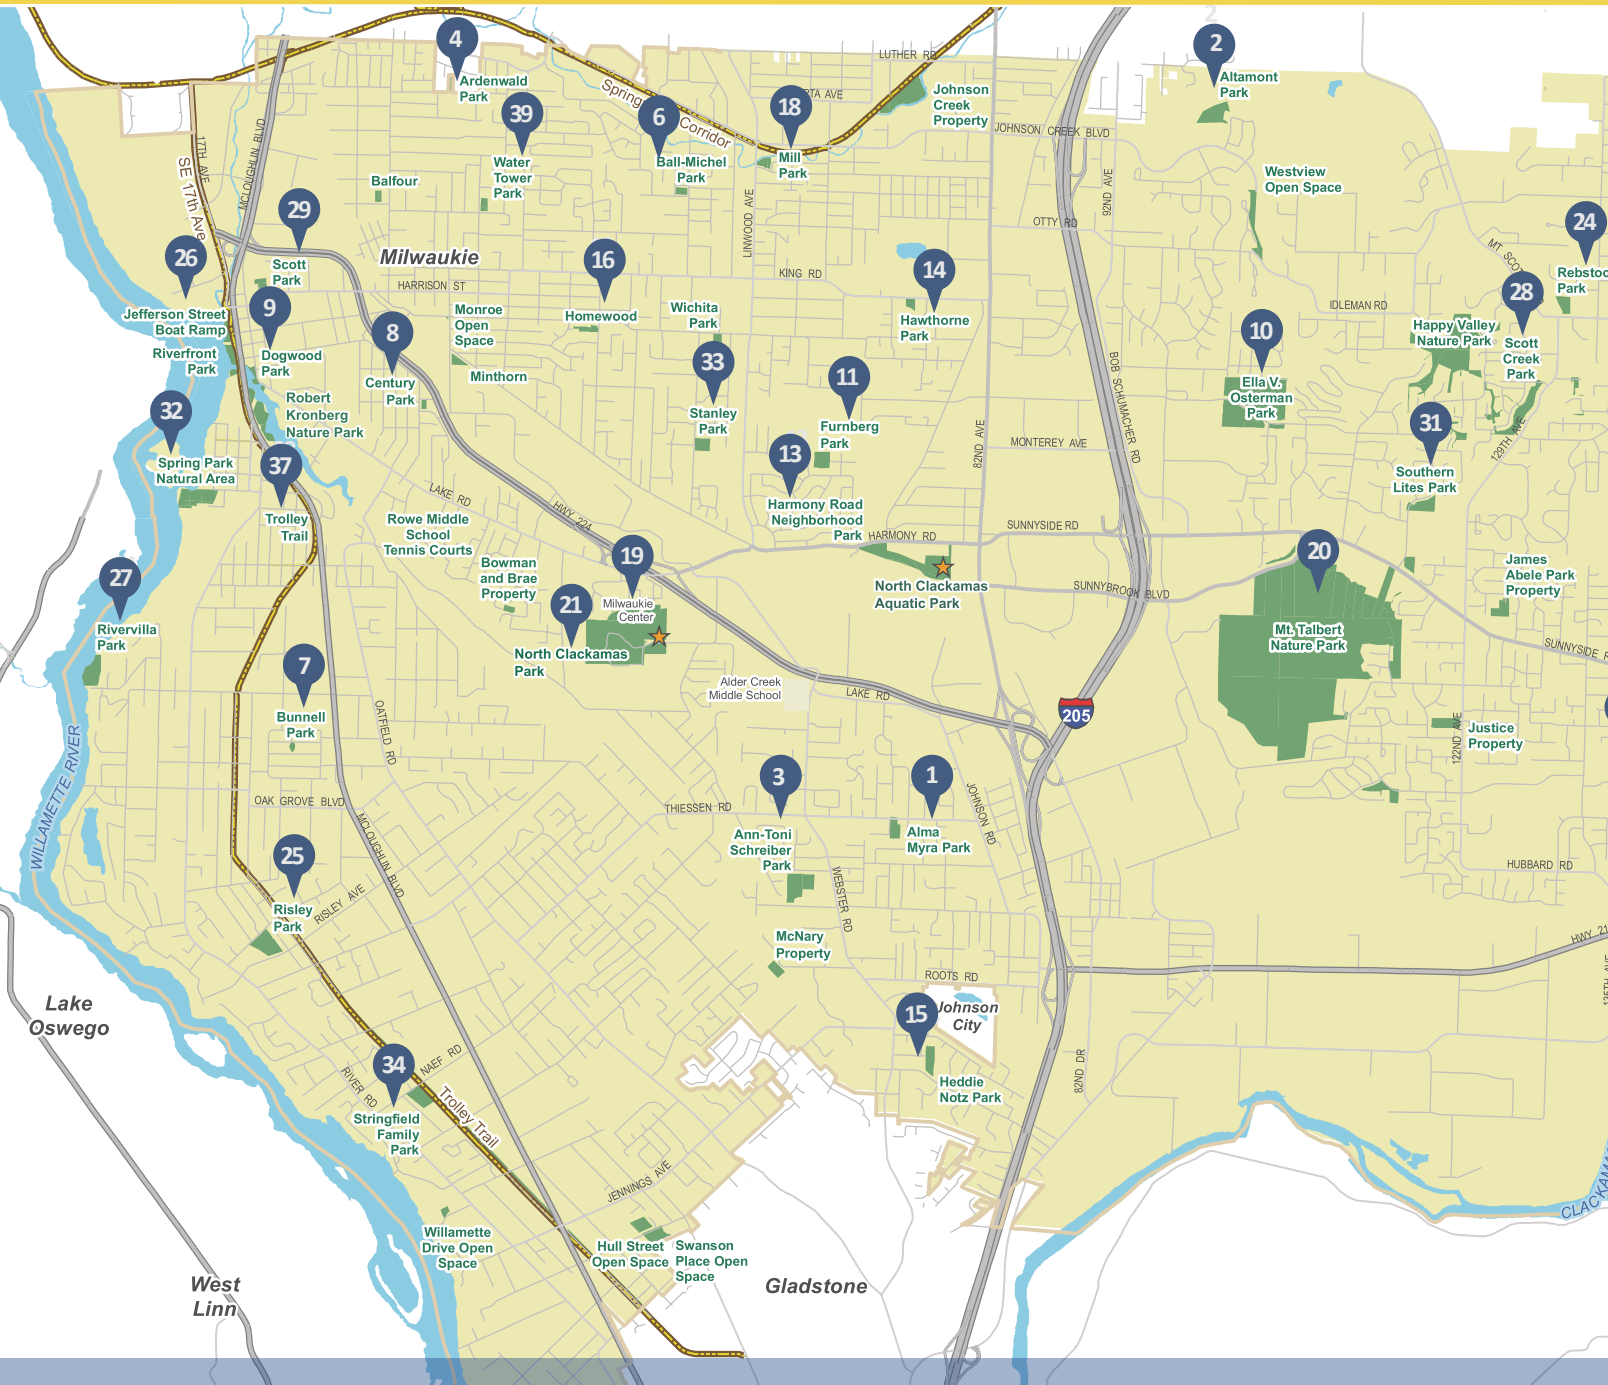 2
4
Ardenwald
Park
LUTHER RD
2
Altamont
Park
39
Water
Tower
Park
Spring
Corridor
6
Ball-Michel
Park
18
Mill
Park
Johnson
Creek
Property
JOHNSON CREEK BLVD
17TH AVE
SE 17th Ave
MCLOUGHLIN BLVD
Balfour
LINWOOD AVE
92ND AVE
Westview
Open Space
29
Scott
Park
Milwaukie
OTTY RD
24
Rebstoc
Park
MT SCO
26
Jefferson Street
Boat Ramp
HARRISON ST
16
Homewood
KING RD
14
Hawthorne
Park
IDLEMAN RD
28
Scott
Creek
Park
9
Dogwood
Park
Riverfront
Park
8
Century
Park
Monroe
Open
Space
Minthorn
Wichita
Park
33
Stanley
Park
11
Furnberg
Park
10
Ella V.
Osterman
Park
Happy Valley
Nature Park
BOB SCHUMACHER RD
32
Spring Park
Natural Area
Robert
Kronberg
Nature Park
37
Trolley
Trail
82ND AVE
MONTEREY AVE
31
Southern
Lites Park
129TH AVE
13
Harmony Road
Neighborhood
Park
LAKE RD
HWY 224
Rowe Middle
School
Tennis Courts
HARMONY RD
SUNNYSIDE RD
20
Mt. Talbert
Nature Park
James
Abele Park
Property
27
Rivervilla
Park
Bowman
and Brae
Property
19
Milwaukie
Center
21
North Clackamas
Park
North Clackamas
Aquatic Park
SUNNYBROOK BLVD
SUNNYSIDE R
7
Bunnell
Park
OATFIELD RD
Alder Creek
Middle School
LAKE RD
205
122ND AVE
Justice
Property
WILLAMETTE RIVER
OAK GROVE BLVD
MCLOUGHLIN BLVD
THIESSEN RD
3
Ann-Toni
Schreiber
Park
1
Alma
Myra Park
JOHNSON RD
HUBBARD RD
25
Risley
Park
RISLEY AVE
WEBSTER RD
McNary
Property
HWY 21
ROOTS RD
Lake
Oswego
15
Johnson
City
Heddie
Notz Park
82ND DR
34
Stringfield
Family
Park
RIVER RD
NAEF RD
Trolley Trail
JENNINGS AVE
Willamette
Drive Open
Space
Hull Street
Open Space
Swanson
Place Open
Space
CLACKAMA
West
Linn
Gladstone